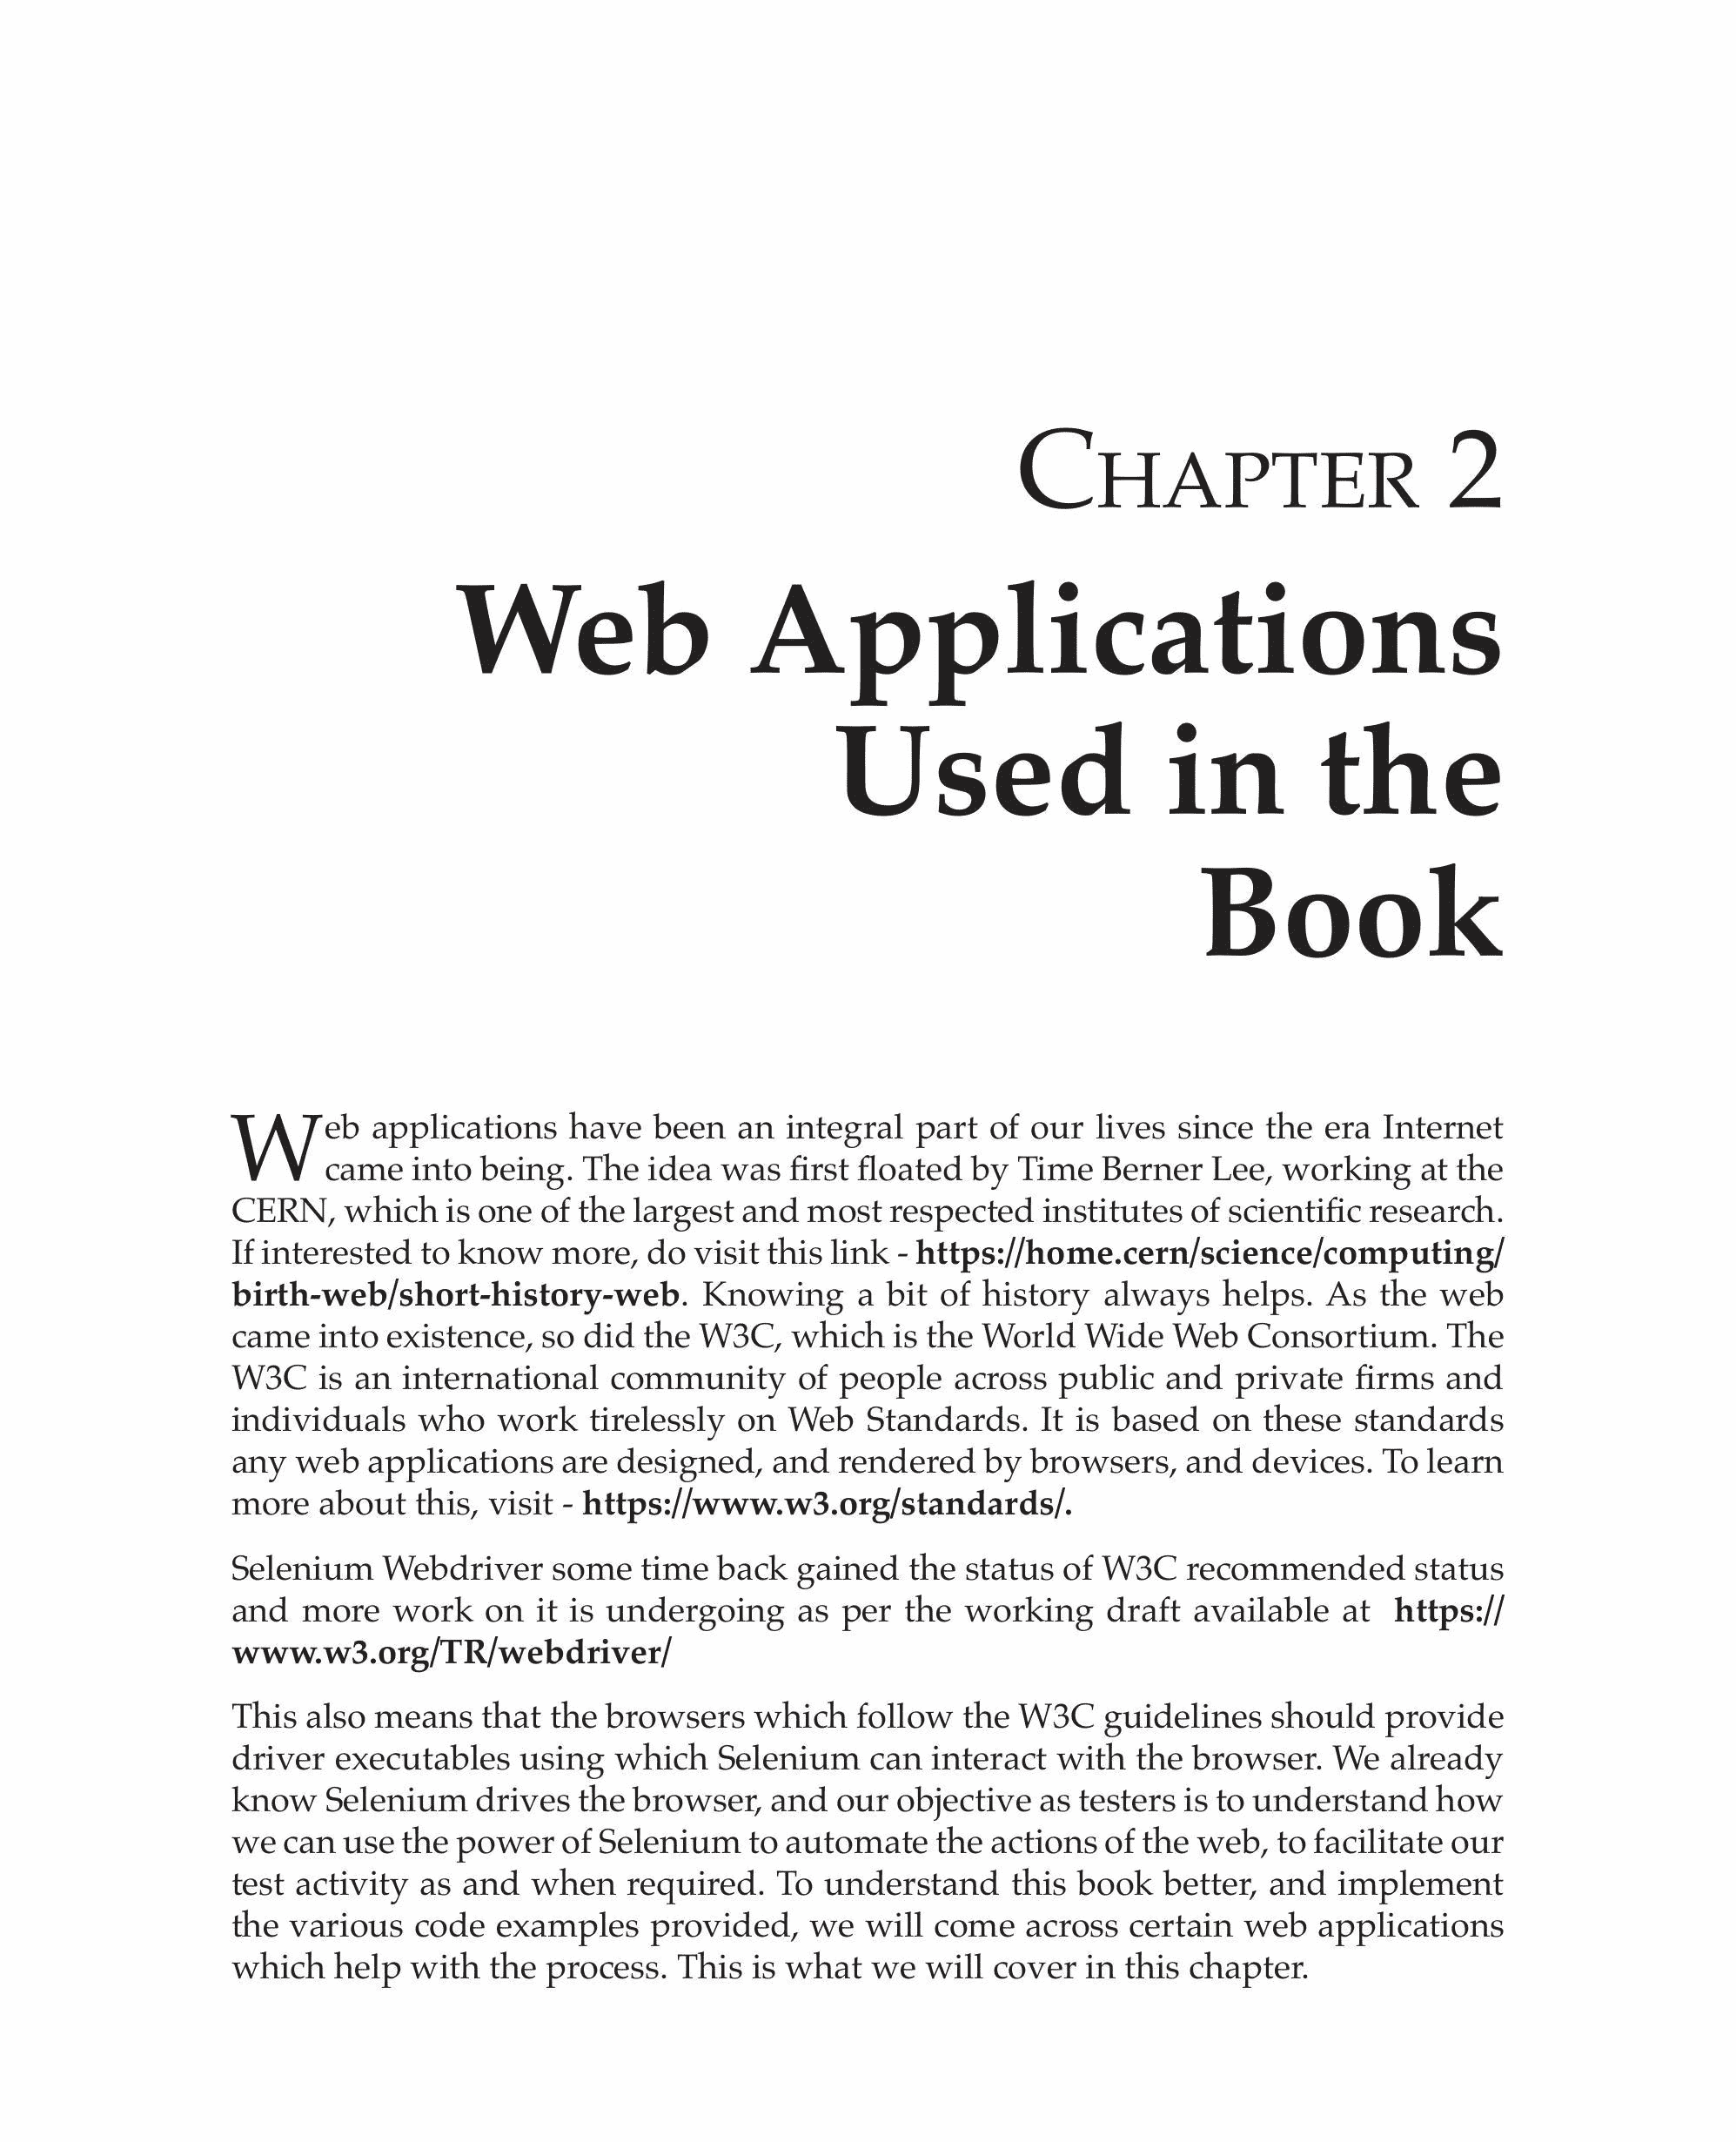 CHAPTER 2
Web Applications
Used in the
Book
Web applications have been an integral part of our lives since the era Internet
came into being. The idea was first floated by Time Berner Lee, working at the
CERN, which is one of the largest and most respected institutes of scientific research.
If interested to know more, do visit this link - https://home.cern/science/computing/
birth-web/short-history-web. Knowing a bit of history always helps. As the web
came into existence, so did the W3C, which is the World Wide Web Consortium. The
W3C is an international community of people across public and private firms and
individuals who work tirelessly on Web Standards. It is based on these standards
any web applications are designed, and rendered by browsers, and devices. To learn
more about this, visit - https://www.w3.org/standards/.
Selenium Webdriver some time back gained the status of W3C recommended status
and more work on it is undergoing as per the working draft available at https://
www.w3.org/TR/webdriver/
This also means that the browsers which follow the W3C guidelines should provide
driver executables using which Selenium can interact with the browser. We already
know Selenium drives the browser, and our objective as testers is to understand how
we can use the power of Selenium to automate the actions of the web, to facilitate our
test activity as and when required. To understand this book better, and implement
the various code examples provided, we will come across certain web applications
which help with the process. This is what we will cover in this chapter.